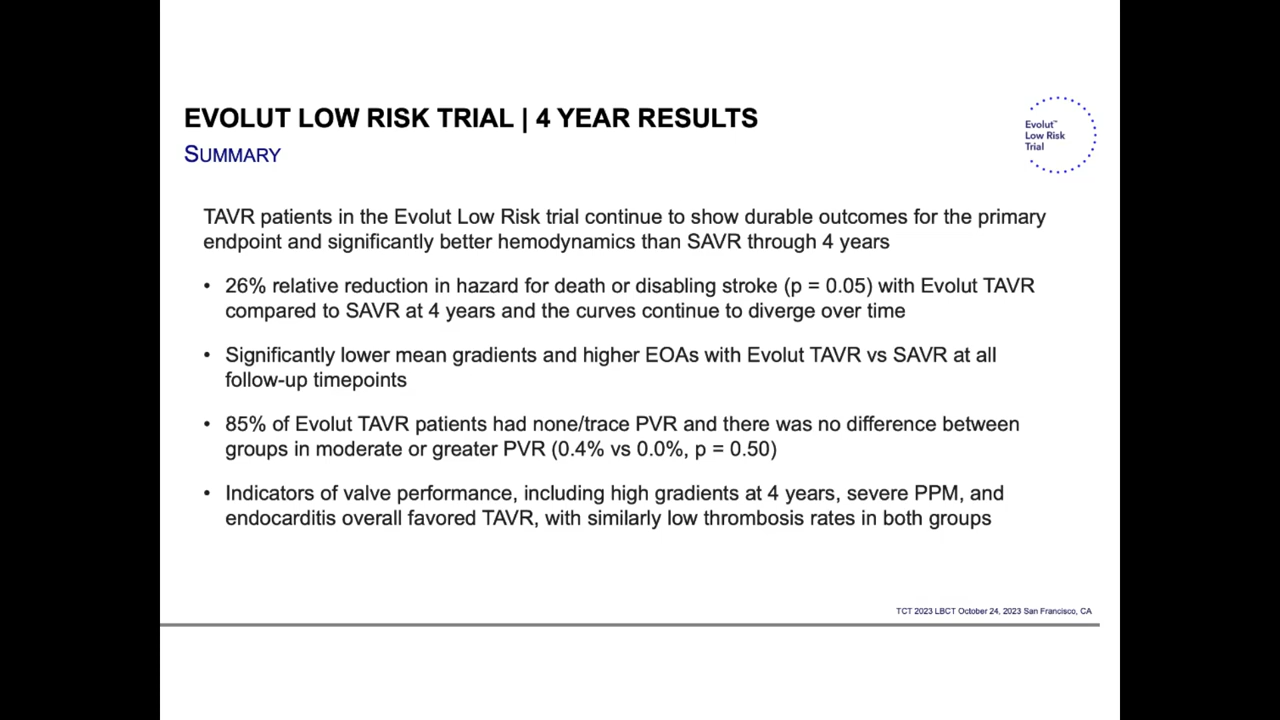 EVOLUT LOW RISK TRIAL | 4 YEAR RESULTS
SUMMARY
Evolut™
Low Risk
Trial
TAVR patients in the Evolut Low Risk trial continue to show durable outcomes for the primary
endpoint and significantly better hemodynamics than SAVR through 4 years
• 26% relative reduction in hazard for death or disabling stroke (p = 0.05) with Evolut TAVR
compared to SAVR at 4 years and the curves continue to diverge over time
• Significantly lower mean gradients and higher EOAs with Evolut TAVR vs SAVR at all
follow-up timepoints
• 85% of Evolut TAVR patients had none/trace PVR and there was no difference between
groups in moderate or greater PVR (0.4% vs 0.0%, p = 0.50)
• Indicators of valve performance, including high gradients at 4 years, severe PPM, and
endocarditis overall favored TAVR, with similarly low thrombosis rates in both groups
TCT 2023 LBCT October 24, 2023 San Francisco, CA